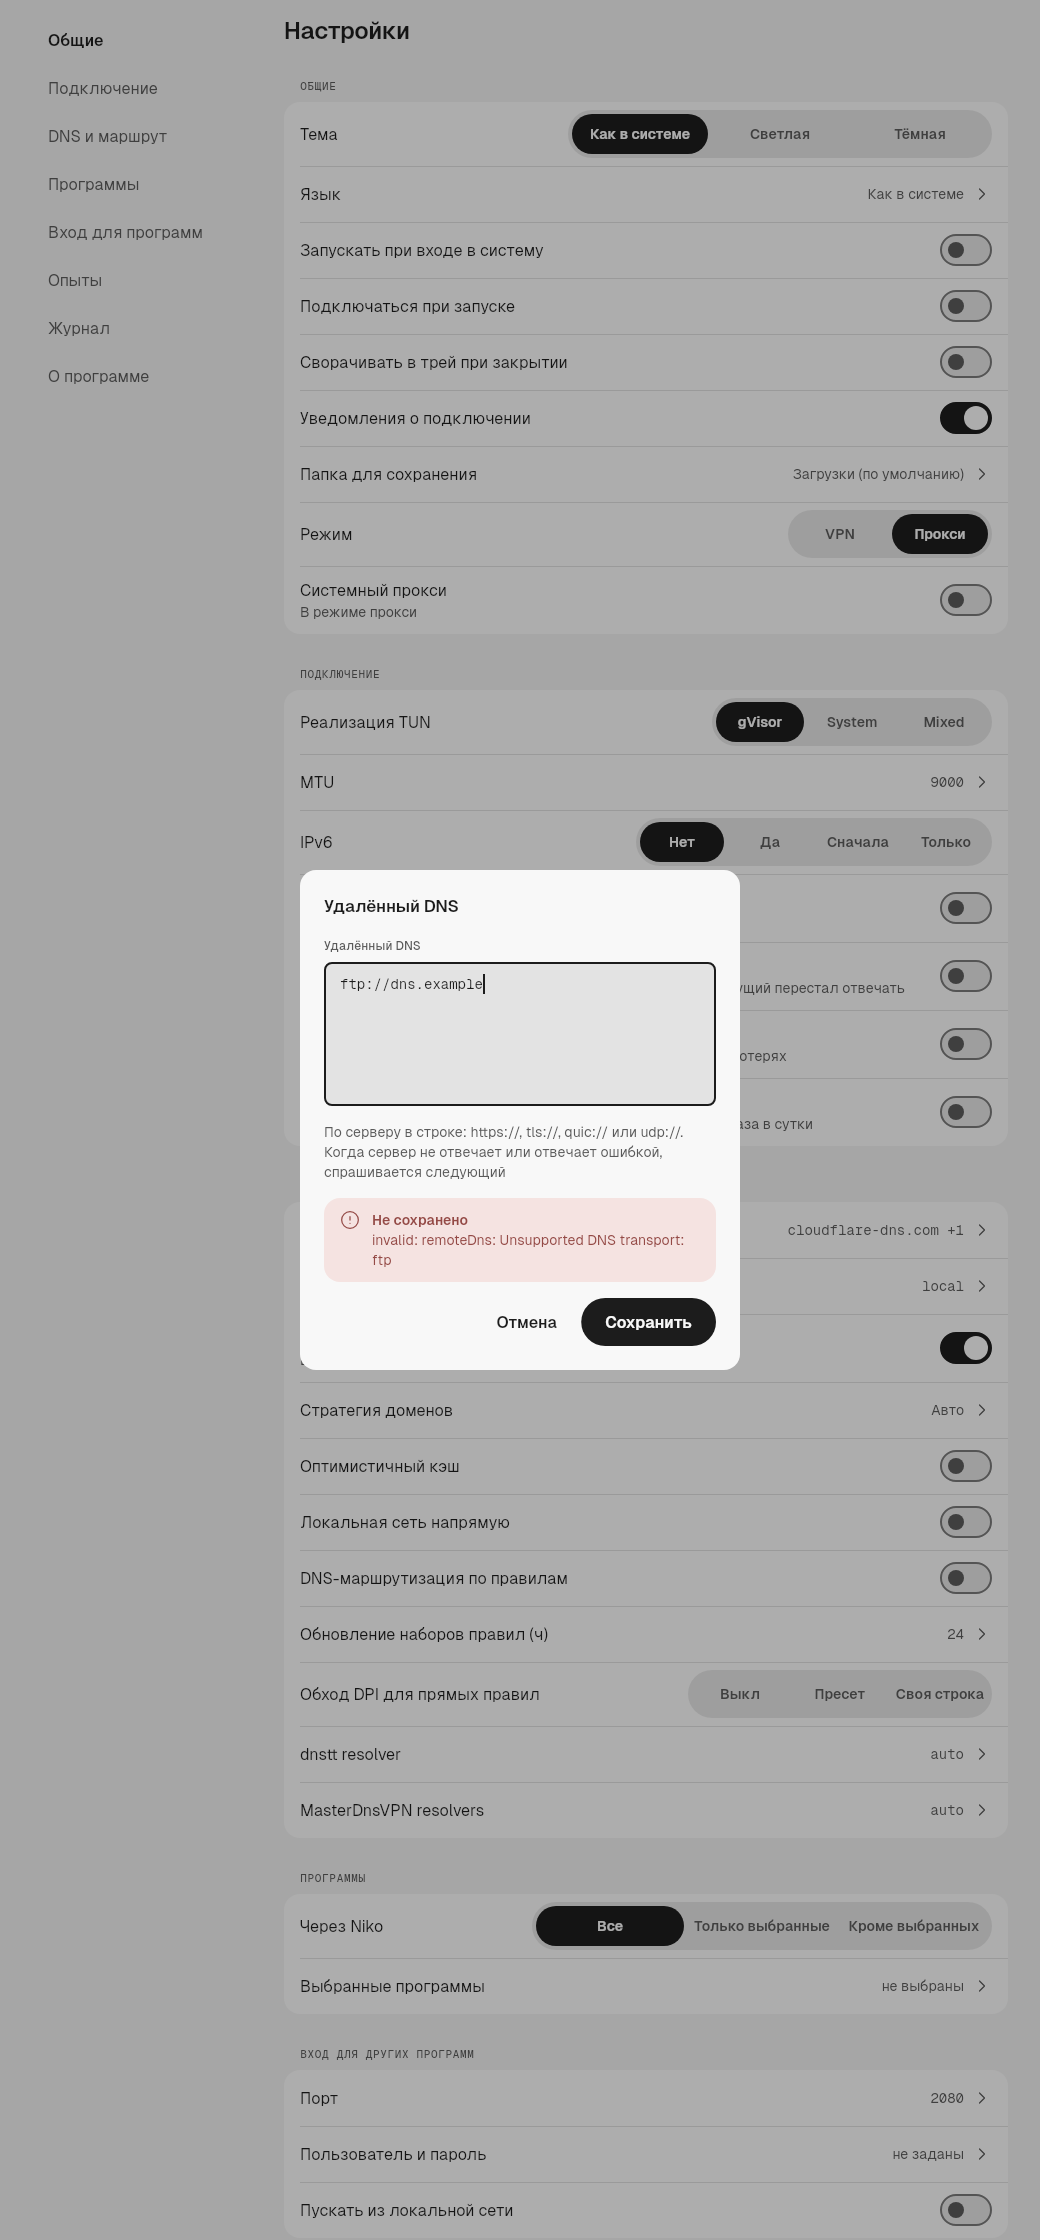 Общие
Подключение
DNS и маршрут
Программы
Вход для программ
Опыты
Журнал
О программе
Настройки
ОБЩИЕ
Тема
Как в системе
Светлая
Тёмная
Язык
Как в системе
Запускать при входе в систему
Подключаться при запуске
Сворачивать в трей при закрытии
Уведомления о подключении
Папка для сохранения
Загрузки (по умолчанию)
Режим
VPN
Прокси
Системный прокси
В режиме прокси
ПОДКЛЮЧЕНИЕ
Реализация TUN
gVisor
System
Mixed
MTU
9000
IPv6
Нет
Да
Сначала
Только
Удалённый DNS
Удалённый DNS
ftp://dns.example
По серверу в строке: https://, tls://, quic:// или udp://.
Когда сервер не отвечает или отвечает ошибкой,
спрашивается следующий
Не сохранено
invalid: remoteDns: Unsupported DNS transport:
ftp
Отмена
Сохранить
перестал отвечать
в сутки
cloudflare-dns.com +1
local
Стратегия доменов
Авто
Оптимистичный кэш
Локальная сеть напрямую
DNS-маршрутизация по правилам
Обновление наборов правил (ч)
24
Обход DPI для прямых правил
Выкл
Пресет
Своя строка
dnstt resolver
auto
MasterDnsVPN resolvers
auto
ПРОГРАММЫ
Через Niko
Все
Только выбранные
Кроме выбранных
Выбранные программы
не выбраны
ВХОД ДЛЯ ДРУГИХ ПРОГРАММ
Порт
2080
Пользователь и пароль
не заданы
Пускать из локальной сети